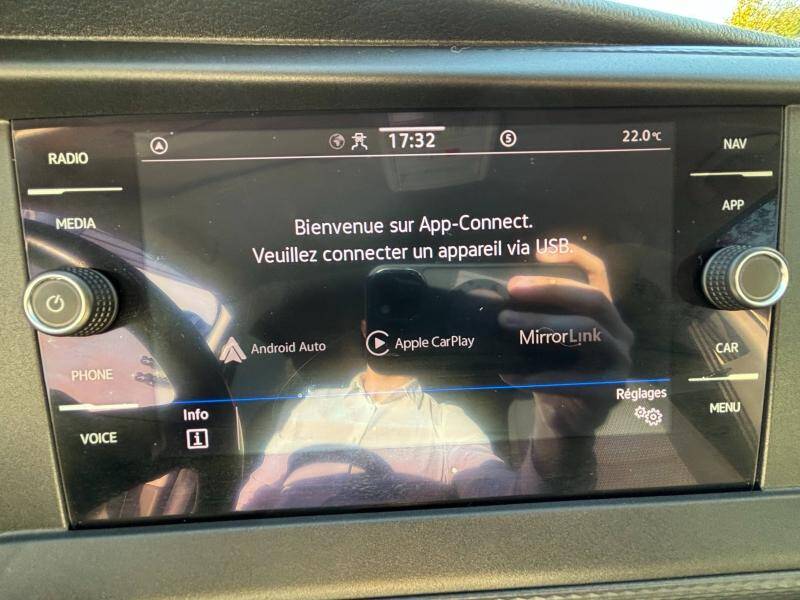 RADIO
MEDIA
PHONE
VOICE
17:32
5
22.0°C
Bienvenue sur App-Connect.
Veuillez connecter un appareil via USB.
Android Auto
Apple CarPlay
MirrorLink
Info
i
Réglages
NAV
APP
CAR
MENU